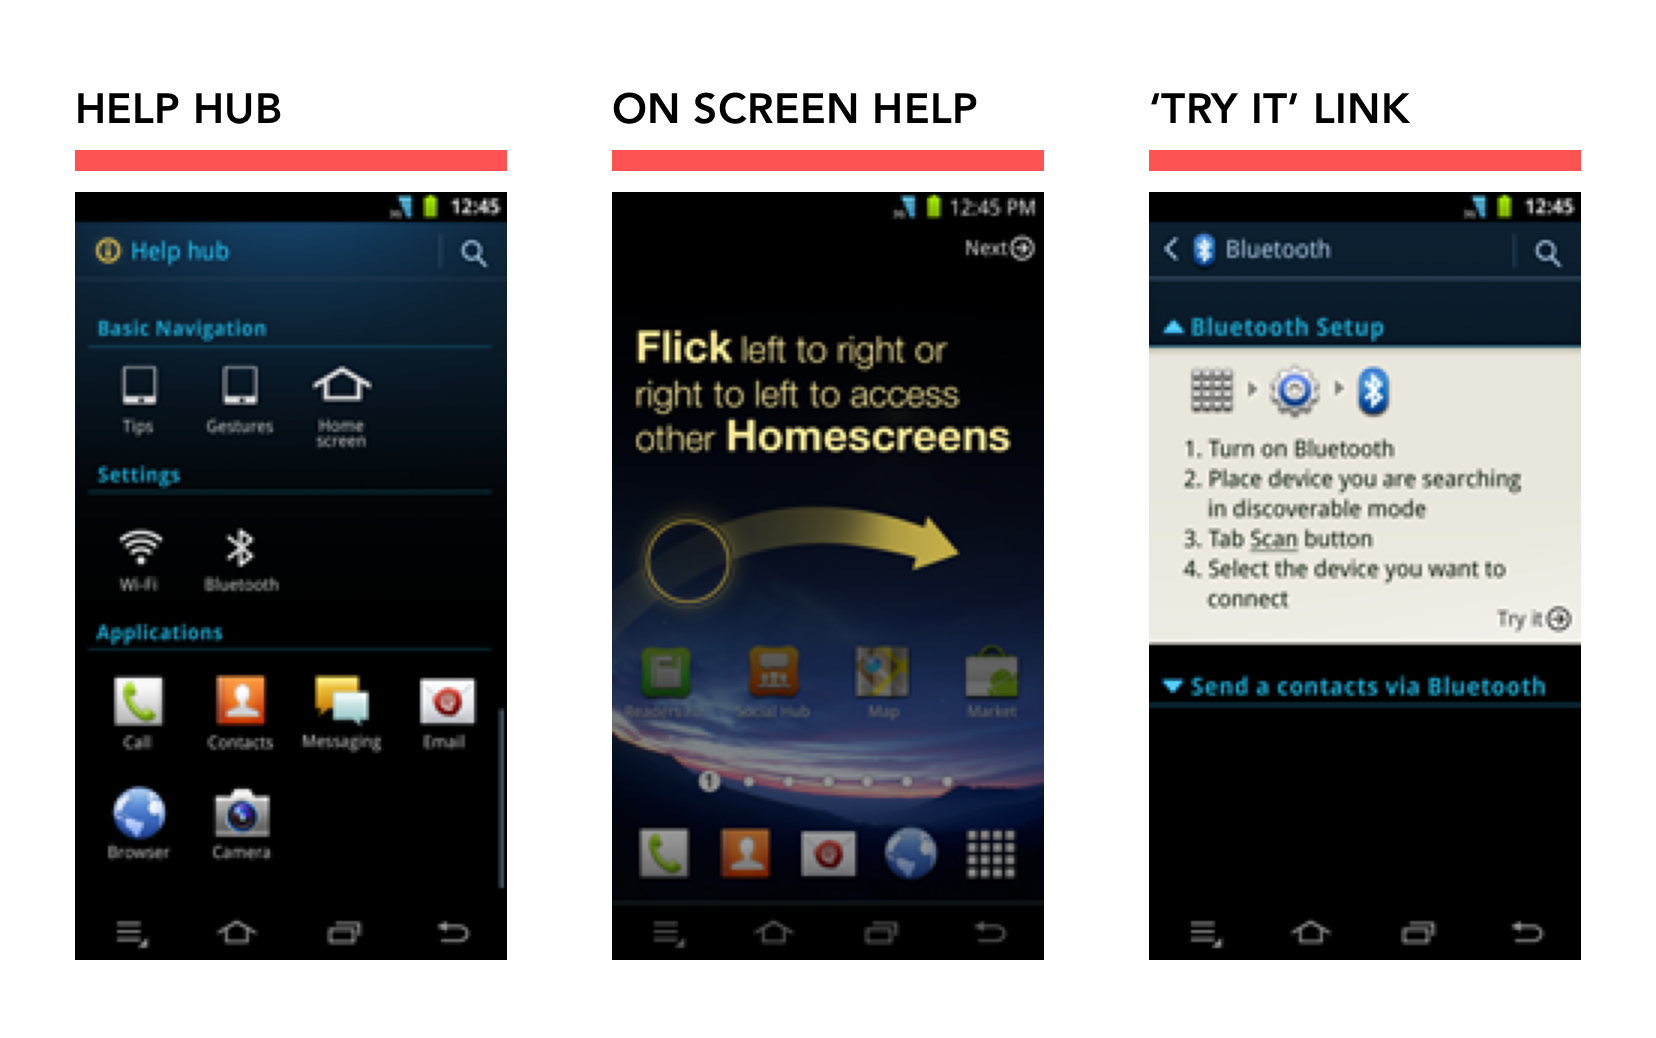 HELP HUB
12:45
Help hub
Basic Navigation
Tips
Gestures
Home
screen
Settings
Wi-Fi
Bluetooth
Applications
Call
Contacts
Messaging
Email
Browser
Camera
ON SCREEN HELP
12:45 PM
Next
Flick left to right or
right to left to access
other Homescreens
Social Hub
Map
Market
1
‘TRY IT’ LINK
12:45
Bluetooth
Bluetooth Setup
1. Turn on Bluetooth
2. Place device you are searching
in discoverable mode
3. Tab Scan button
4. Select the device you want to
connect
Try it
Send a contacts via Bluetooth